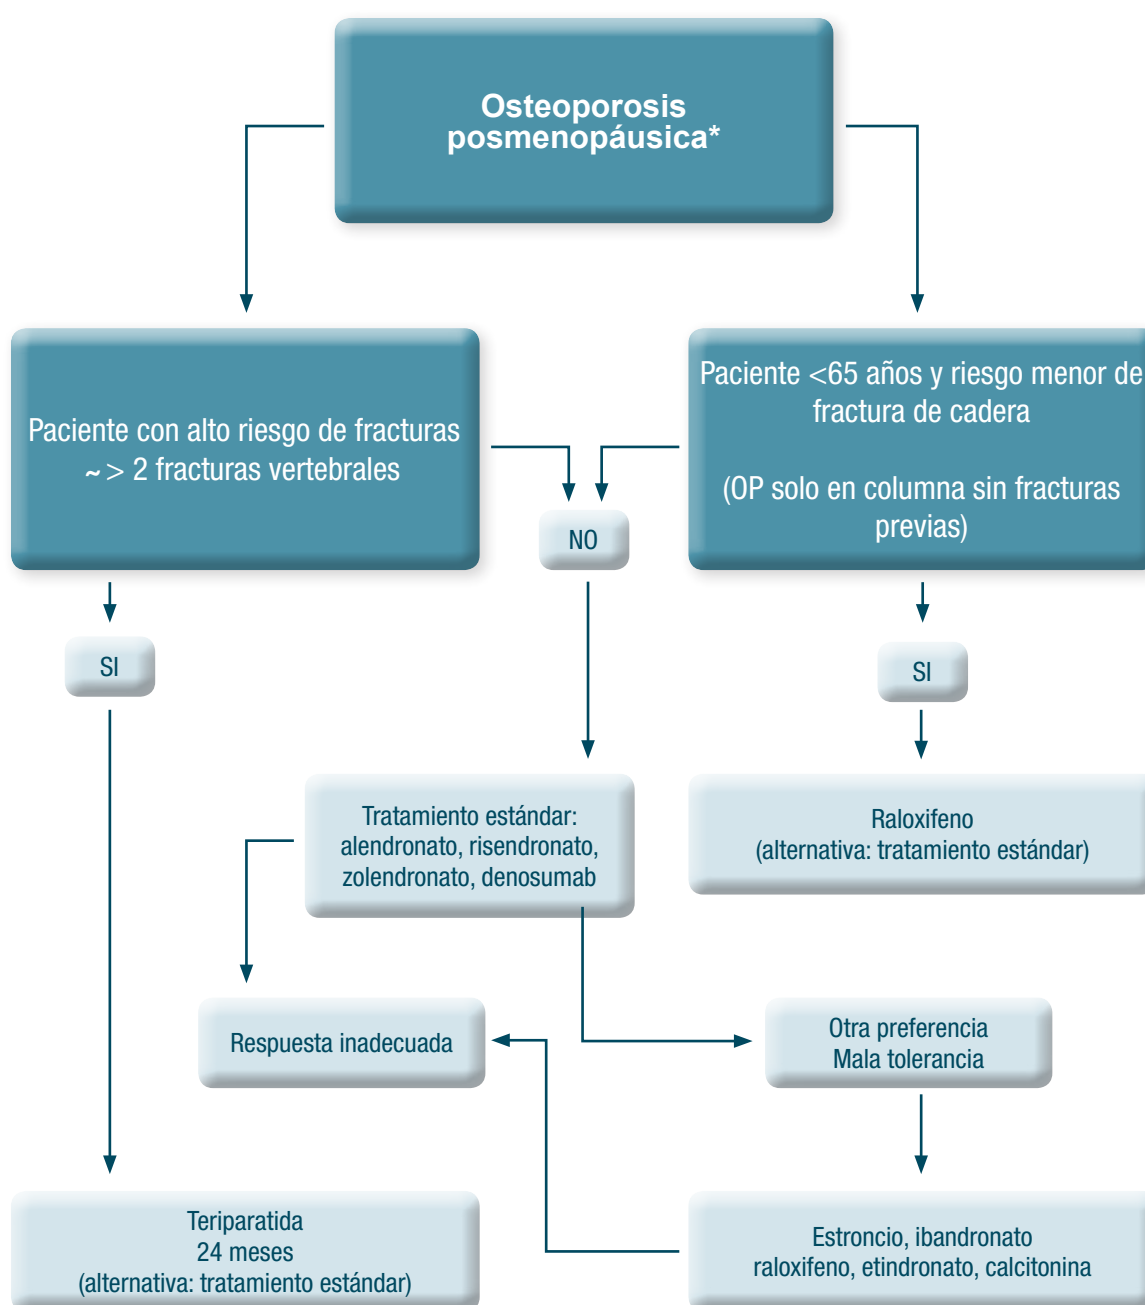 Osteoporosis
posmenopáusica*
Paciente con alto riesgo de fracturas
~ > 2 fracturas vertebrales
Paciente <65 años y riesgo menor de
fractura de cadera
(OP solo en columna sin fracturas
previas)
NO
SI
SI
Tratamiento estándar:
alendronato, risendronato,
zolendronato, denosumab
Raloxifeno
(alternativa: tratamiento estándar)
Respuesta inadecuada
Otra preferencia
Mala tolerancia
Teriparatida
24 meses
(alternativa: tratamiento estándar)
Estroncio, ibandronato
raloxifeno, etindronato, calcitonina